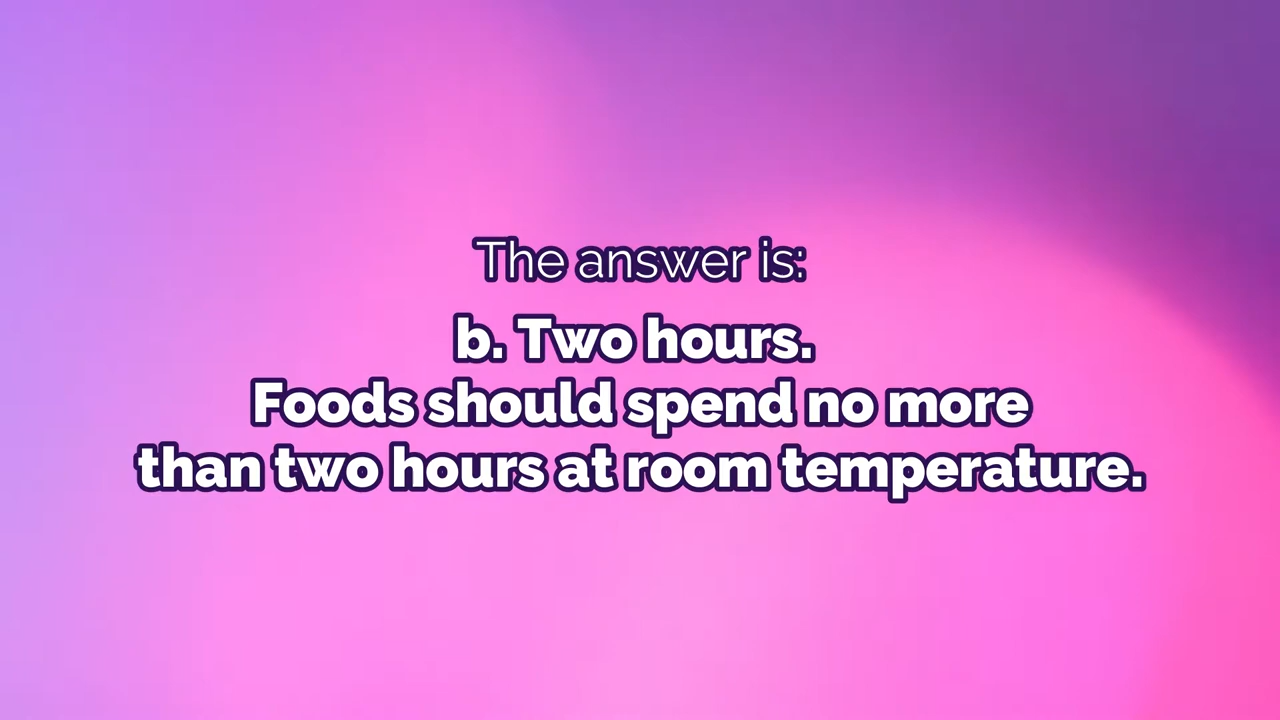 The answer is:
b. Two hours.
Foods should spend no more
than two hours at room temperature.